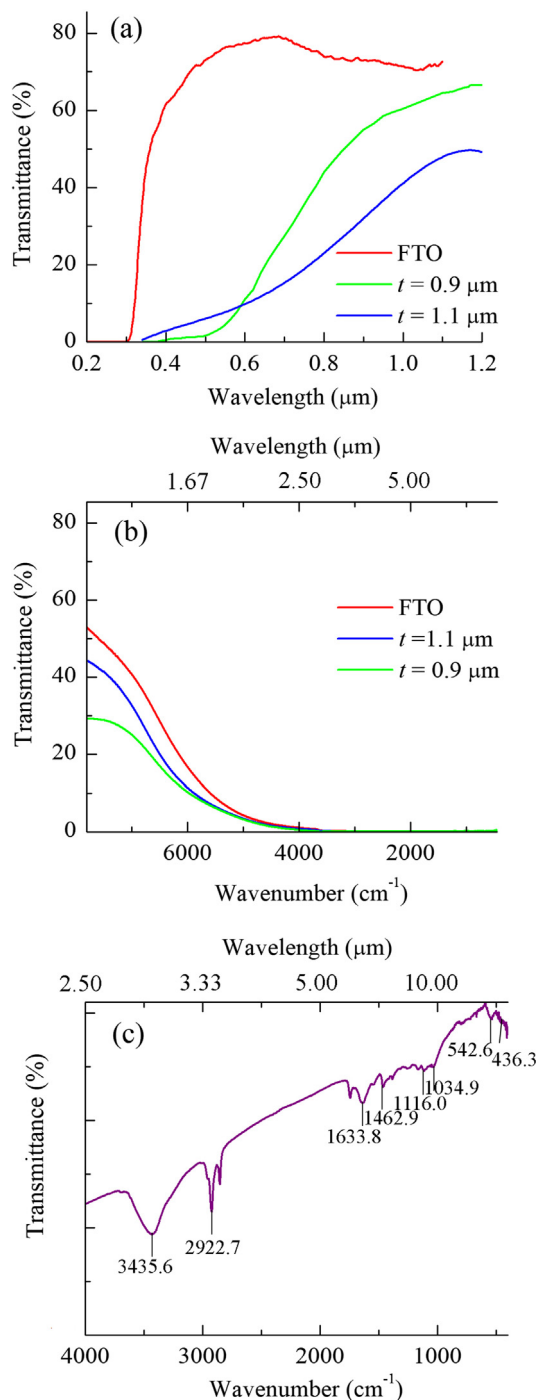 (a)
Transmittance (%)
80
60
40
20
0
FTO
t = 0.9 μm
t = 1.1 μm
0.2 0.4 0.6 0.8 1.0 1.2
Wavelength (μm)
Wavelength (μm)
1.67 2.50 5.00
(b)
Transmittance (%)
80
60
40
20
0
FTO
t =1.1 μm
t = 0.9 μm
6000 4000 2000
Wavenumber (cm⁻¹)
Wavelength (μm)
2.50 3.33 5.00 10.00
(c)
Transmittance (%)
3435.6
2922.7
1633.8
1462.9
1116.0
1034.9
542.6
436.3
4000 3000 2000 1000
Wavenumber (cm⁻¹)